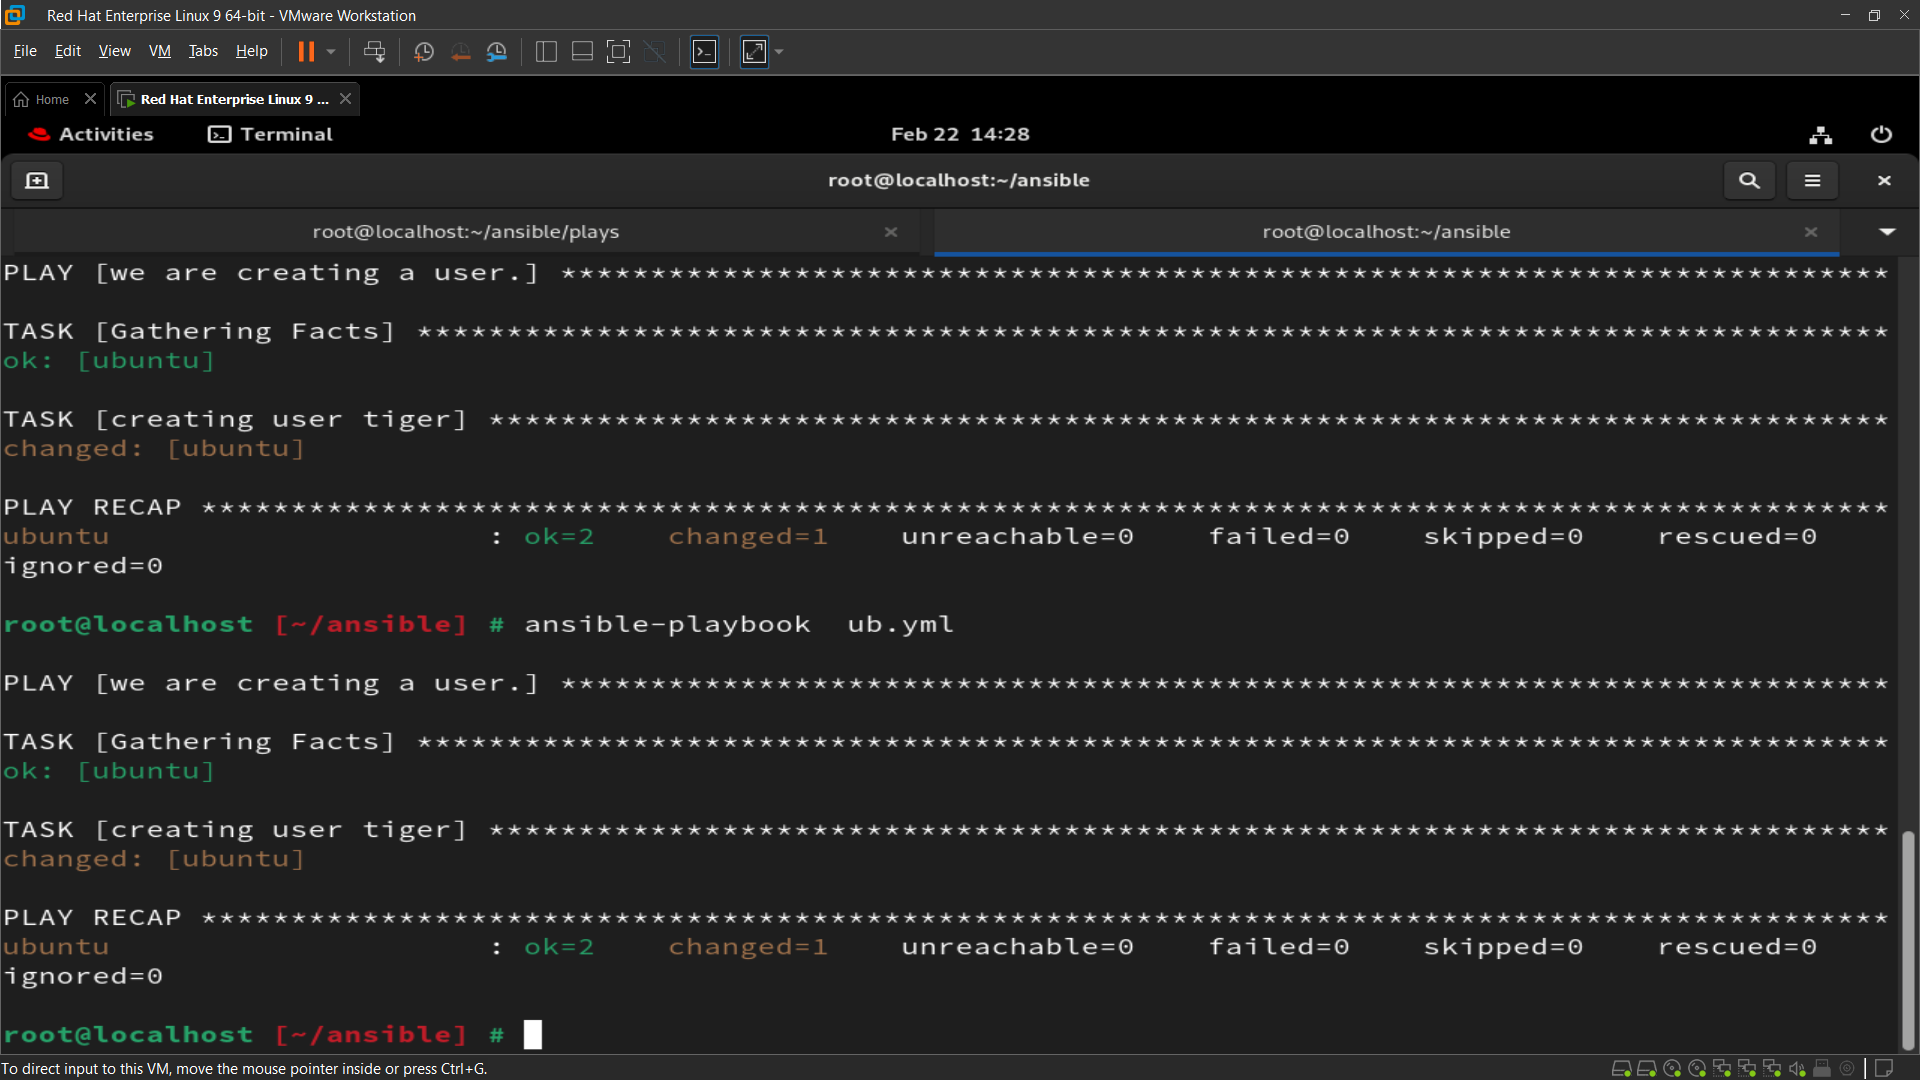 Red Hat Enterprise Linux 9 64-bit - VMware Workstation
File Edit View VM Tabs Help
Home Red Hat Enterprise Linux 9 ...
Activities Terminal Feb 22 14:28
root@localhost:~/ansible
root@localhost:~/ansible/plays root@localhost:~/ansible
PLAY [we are creating a user.] **************************************************************************
TASK [Gathering Facts] **********************************************************************************
ok: [ubuntu]
TASK [creating user tiger] ******************************************************************************
changed: [ubuntu]
PLAY RECAP **********************************************************************************************
ubuntu : ok=2 changed=1 unreachable=0 failed=0 skipped=0 rescued=0
ignored=0
root@localhost [~/ansible] # ansible-playbook  ub.yml
PLAY [we are creating a user.] **************************************************************************
TASK [Gathering Facts] **********************************************************************************
ok: [ubuntu]
TASK [creating user tiger] ******************************************************************************
changed: [ubuntu]
PLAY RECAP **********************************************************************************************
ubuntu : ok=2 changed=1 unreachable=0 failed=0 skipped=0 rescued=0
ignored=0
root@localhost [~/ansible] #
To direct input to this VM, move the mouse pointer inside or press Ctrl+G.